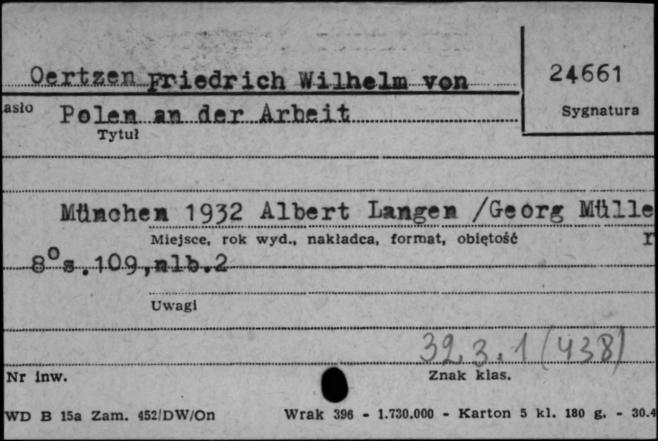 Oertzen Friedrich Wilhelm von
24661
asło
Polen an der Arbeit
Sygnatura
Tytuł
München 1932 Albert Langen /Georg Mülle
Miejsce, rok wyd., nakładca, format, objętość
r
8° s.109,nlb.2
Uwagi
32.3.1 (438)
Nr inw.
Znak klas.
WD B 15a Zam. 452/DW/On
Wrak 396 - 1.730.000 - Karton 5 kl. 180 g. - 30.4